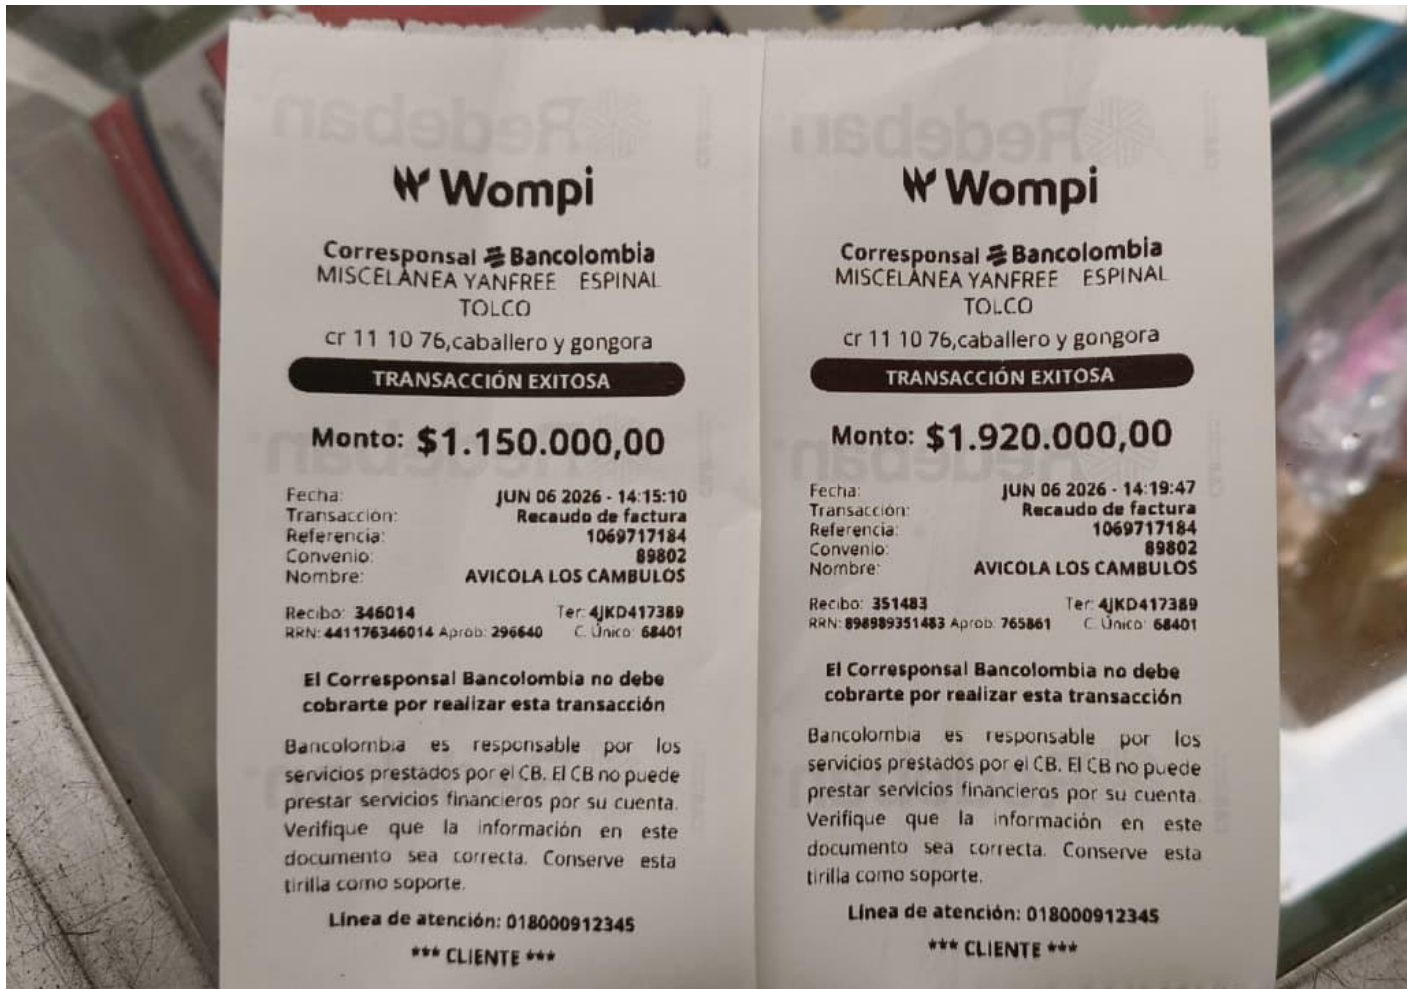 Wompi
Corresponsal Bancolombia
MISCELÁNEA YANFREE ESPINAL
TOLCO
cr 11 10 76,caballero y gongora
TRANSACCIÓN EXITOSA
Monto: $1.150.000,00
Fecha: JUN 06 2026 - 14:15:10
Transacción: Recaudo de factura
Referencia: 1069717184
Convenio: 89802
Nombre: AVICOLA LOS CAMBULOS
Recibo: 346014 Ter: 4JKD417389
RRN: 441176346014 Aprob: 296640 C. Único: 68401
El Corresponsal Bancolombia no debe
cobrarte por realizar esta transacción
Bancolombia es responsable por los
servicios prestados por el CB. El CB no puede
prestar servicios financieros por su cuenta.
Verifique que la información en este
documento sea correcta. Conserve esta
tirilla como soporte.
Línea de atención: 018000912345
*** CLIENTE ***
Wompi
Corresponsal Bancolombia
MISCELÁNEA YANFREE ESPINAL
TOLCO
cr 11 10 76,caballero y gongora
TRANSACCIÓN EXITOSA
Monto: $1.920.000,00
Fecha: JUN 06 2026 - 14:19:47
Transacción: Recaudo de factura
Referencia: 1069717184
Convenio: 89802
Nombre: AVICOLA LOS CAMBULOS
Recibo: 351483 Ter: 4JKD417389
RRN: 898989351483 Aprob: 765861 C. Único: 68401
El Corresponsal Bancolombia no debe
cobrarte por realizar esta transacción
Bancolombia es responsable por los
servicios prestados por el CB. El CB no puede
prestar servicios financieros por su cuenta.
Verifique que la información en este
documento sea correcta. Conserve esta
tirilla como soporte.
Línea de atención: 018000912345
*** CLIENTE ***